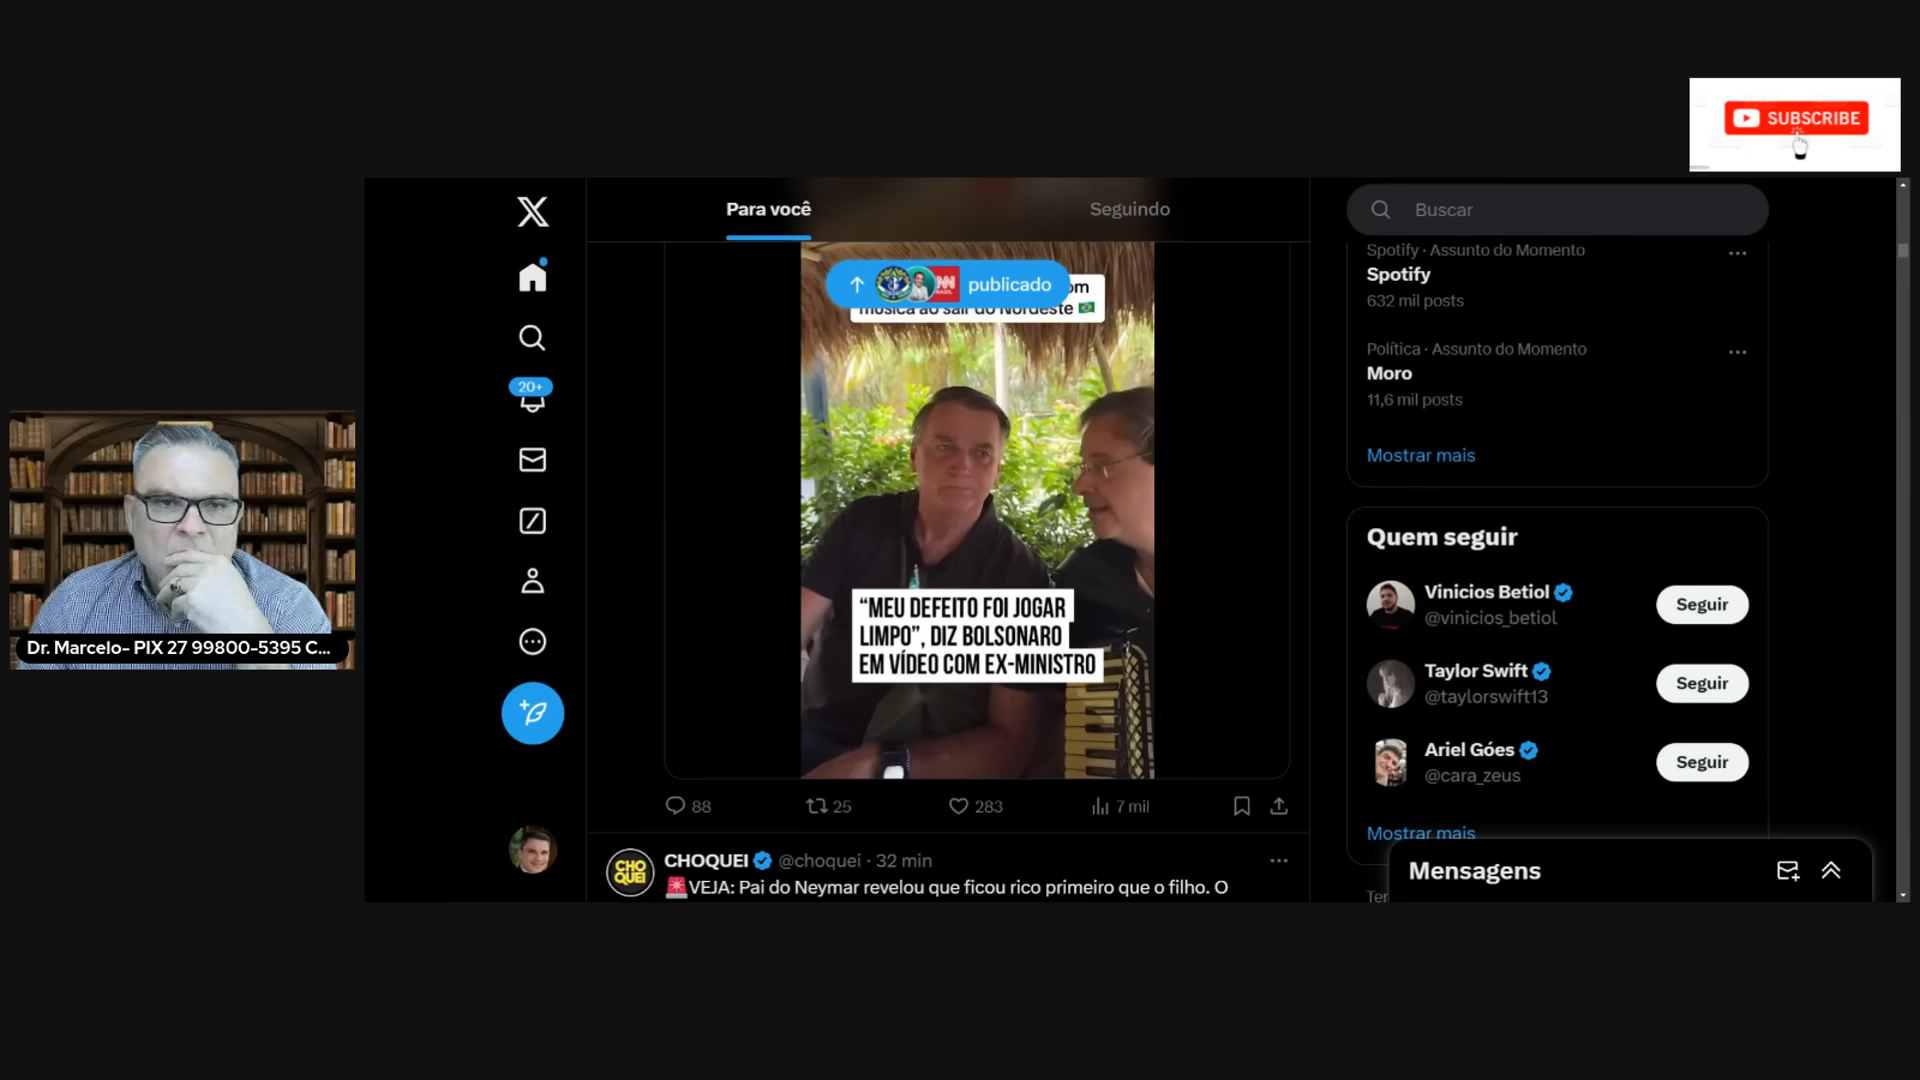 SUBSCRIBE
Para você
Seguindo
Buscar
publicado
om
música ao sair do Nordeste
Spotify · Assunto do Momento
Spotify
632 mil posts
Política · Assunto do Momento
Moro
11,6 mil posts
Mostrar mais
20+
Quem seguir
Vinicios Betiol
@vinicios_betiol
Seguir
Taylor Swift
@taylorswift13
Seguir
Ariel Góes
@cara_zeus
Seguir
Mostrar mais
“MEU DEFEITO FOI JOGAR
LIMPO”, DIZ BOLSONARO
EM VÍDEO COM EX-MINISTRO
Dr. Marcelo- PIX 27 99800-5395 C...
88
25
283
7 mil
CHO
QUEI
CHOQUEI @choquei · 32 min
VEJA: Pai do Neymar revelou que ficou rico primeiro que o filho. O
Mensagens
Ter